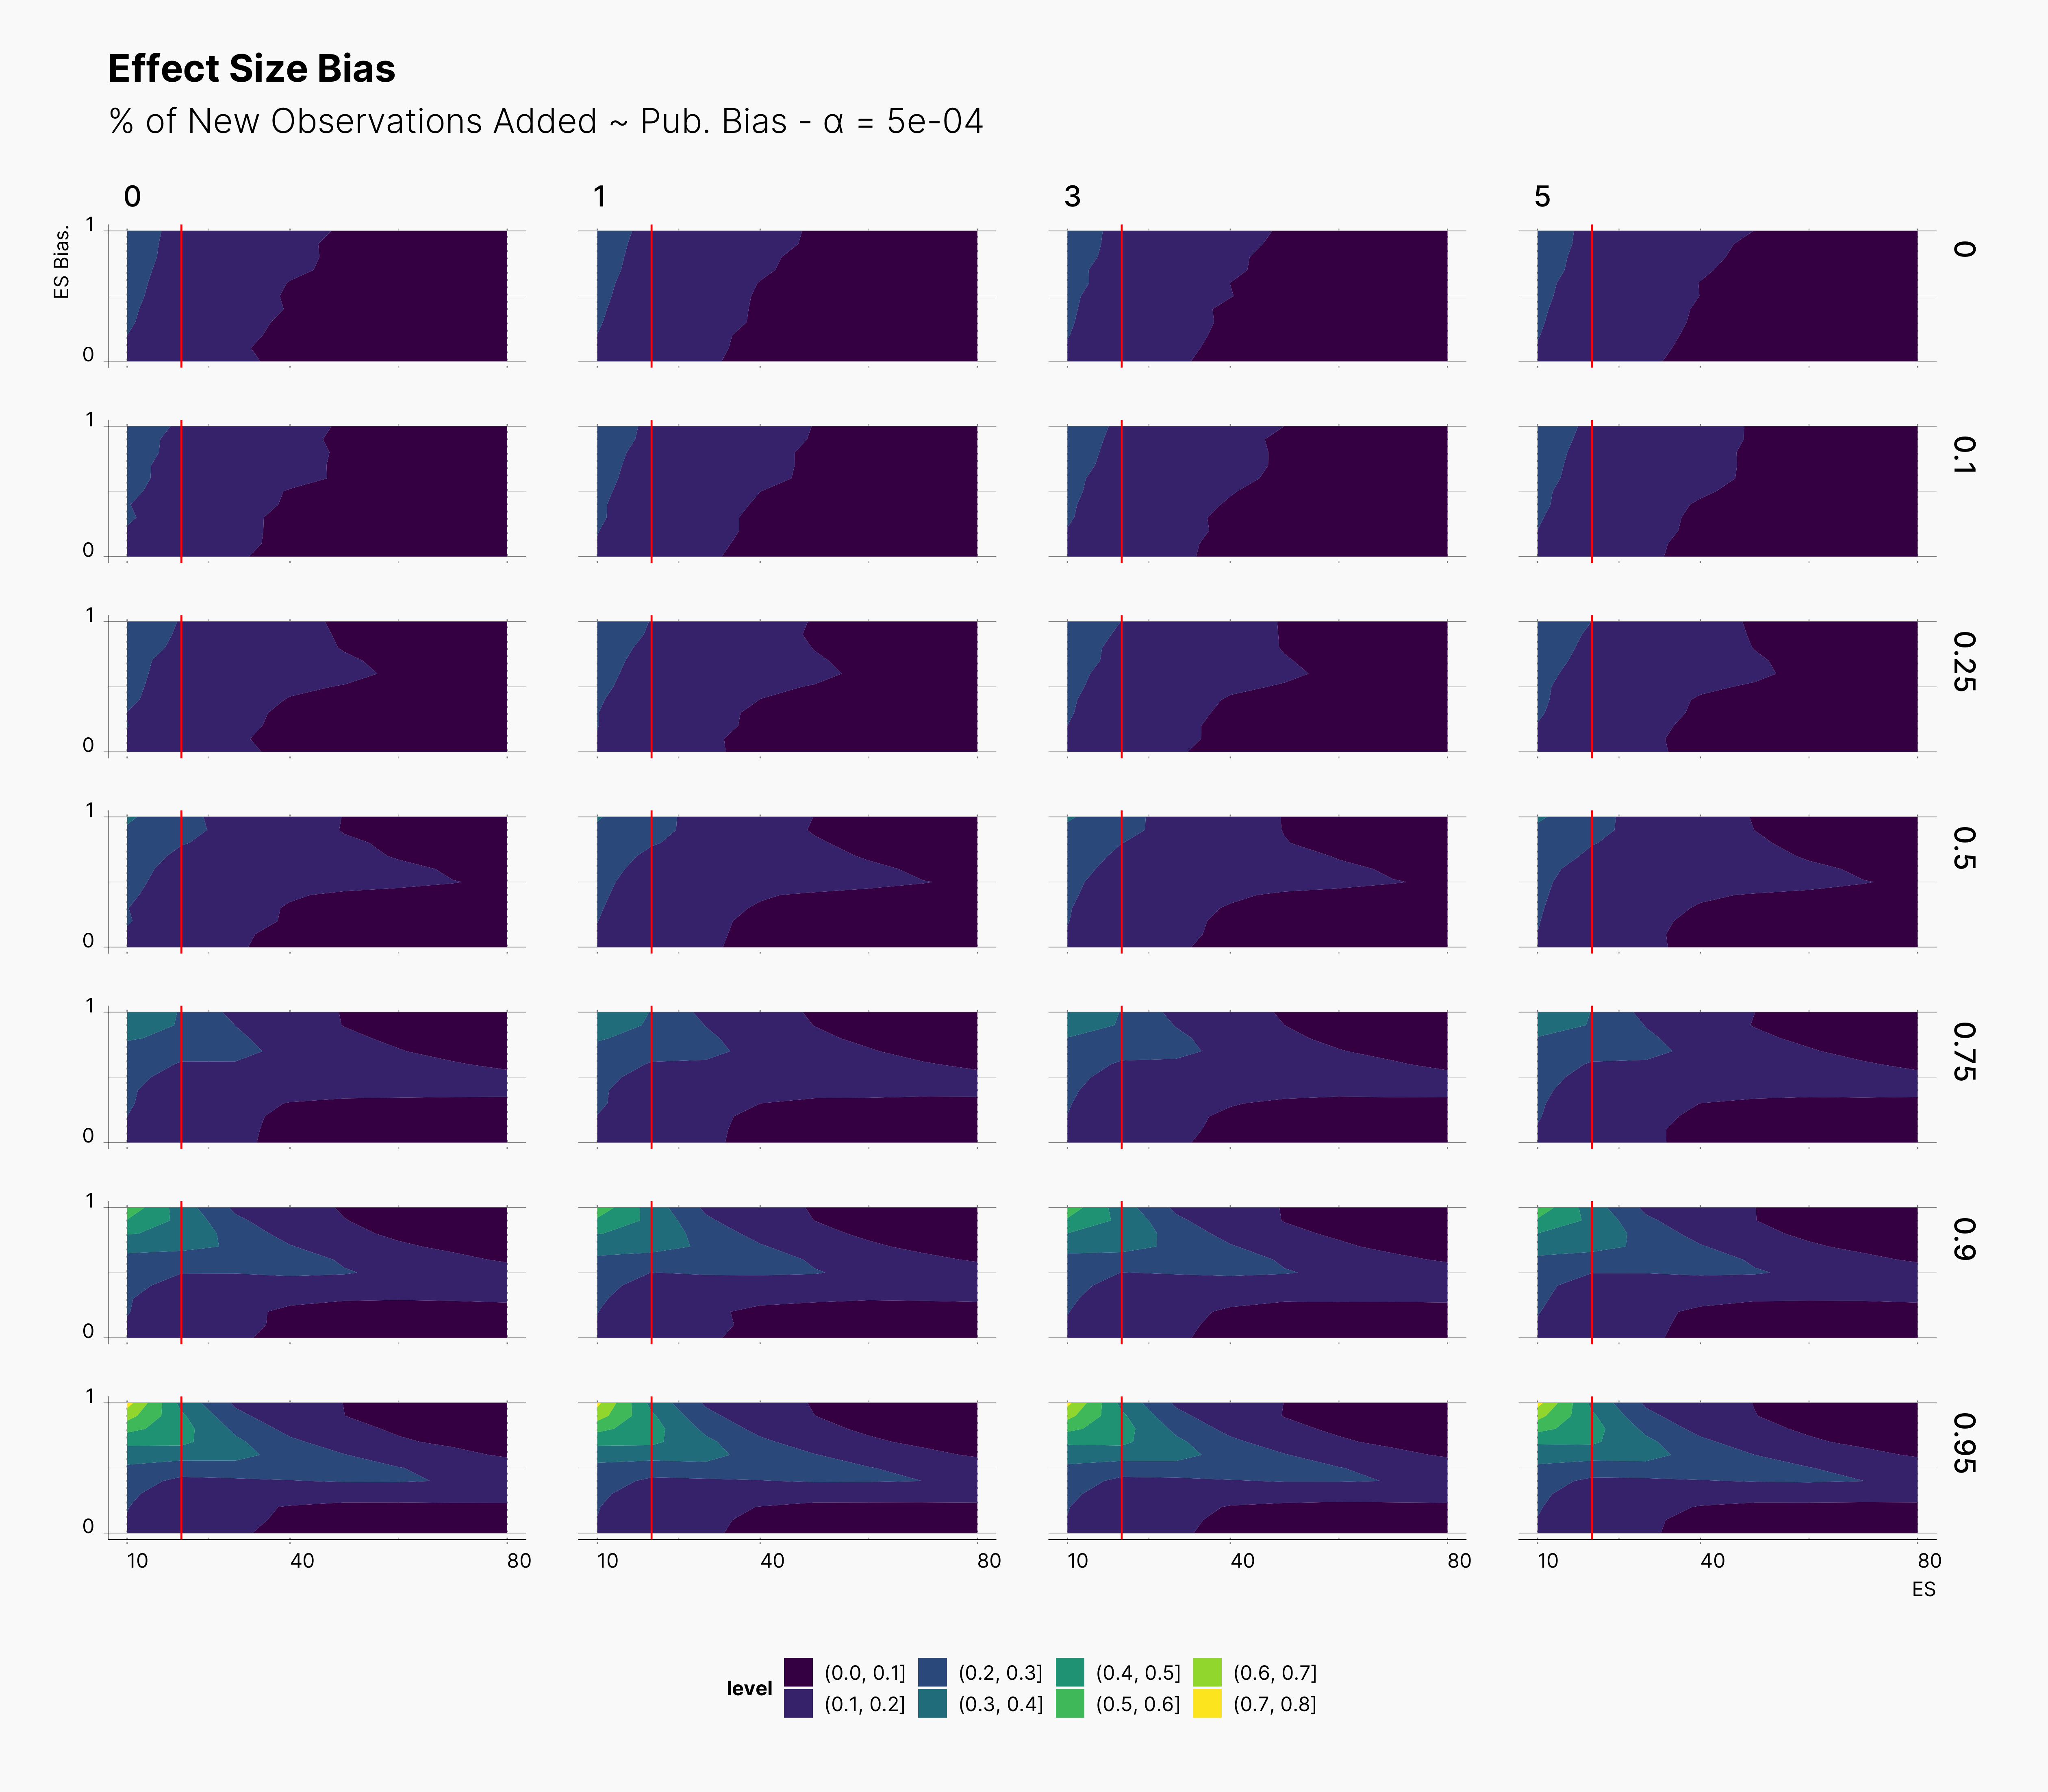 Effect Size Bias
% of New Observations Added ~ Pub. Bias - α = 5e-04
0 1 3 5
ES Bias.
1
0
0
1
0
0.1
1
0
0.25
1
0
0.5
1
0
0.75
1
0
0.9
1
0
0.95
10 40 80 10 40 80 10 40 80 10 40 80
ES
level
(0.0, 0.1] (0.2, 0.3] (0.4, 0.5] (0.6, 0.7]
(0.1, 0.2] (0.3, 0.4] (0.5, 0.6] (0.7, 0.8]